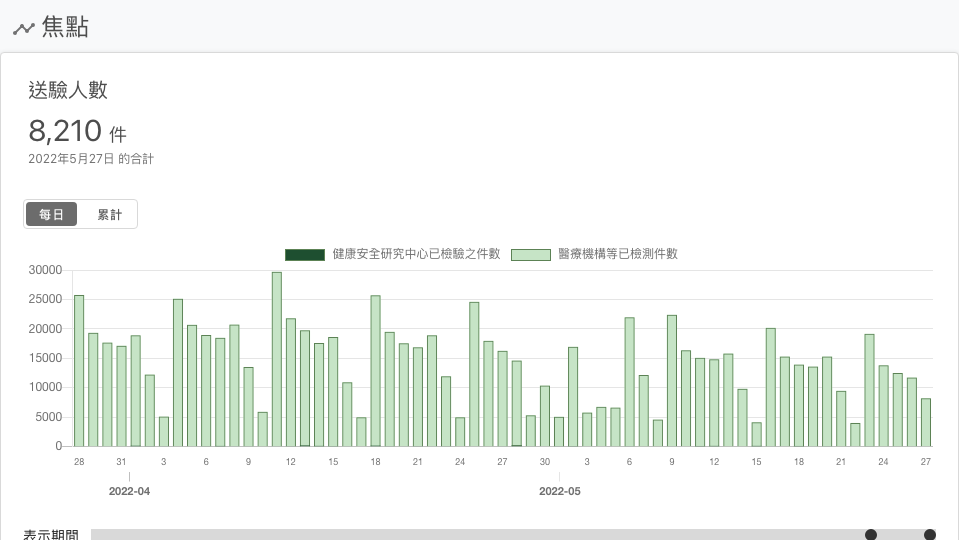 焦點
送驗人數
8,210 件
2022年5月27日 的合計
每日 累計
健康安全研究中心已檢驗之件數 醫療機構等已檢測件數
30000
25000
20000
15000
10000
5000
0
28 31 3 6 9 12 15 18 21 24 27 30 3 6 9 12 15 18 21 24 27
2022-04 2022-05
表示期間